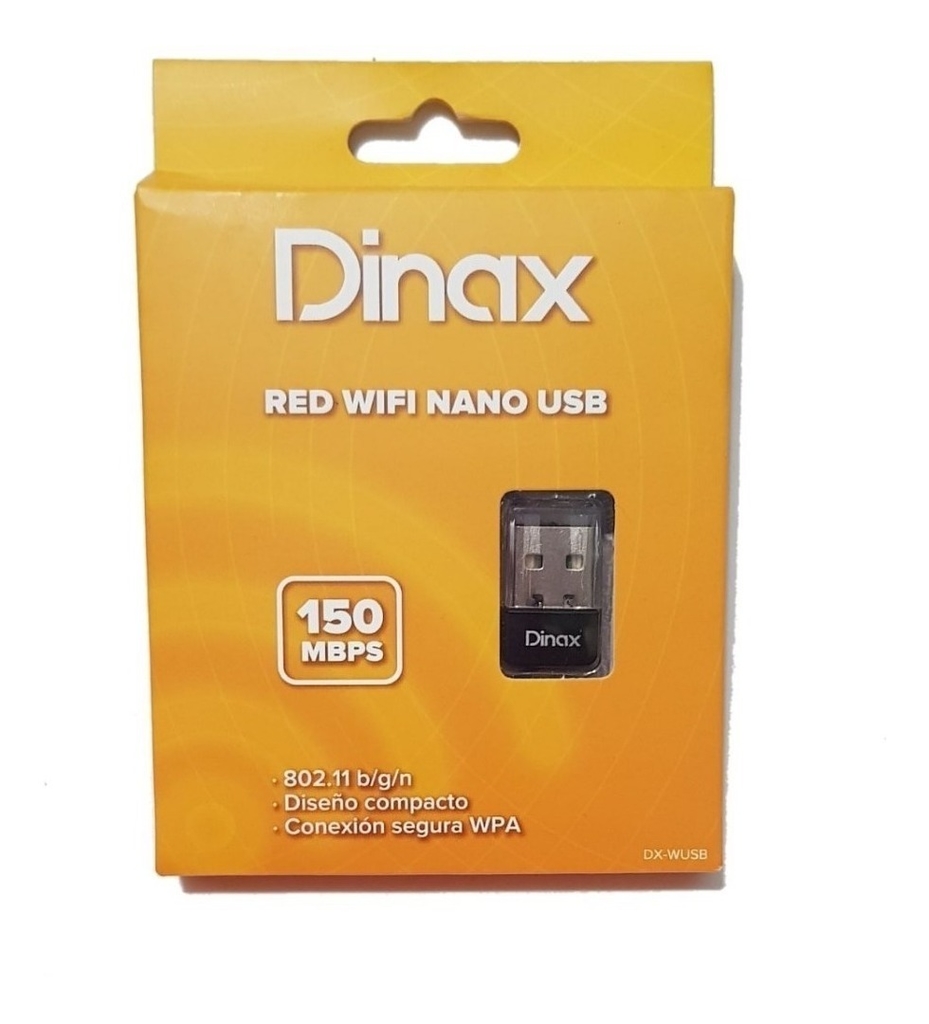 Dinax
RED WIFI NANO USB
Dinax
150
MBPS
· 802.11 b/g/n
· Diseño compacto
· Conexión segura WPA
DX-WUSB